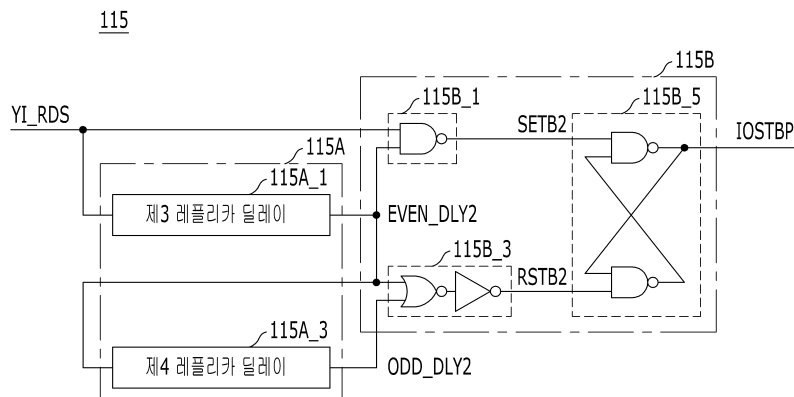 115
115B
115B_1
115B_5
YI_RDS
SETB2
IOSTBP
115A
115A_1
제3 레플리카 딜레이
EVEN_DLY2
115B_3
RSTB2
115A_3
제4 레플리카 딜레이
ODD_DLY2